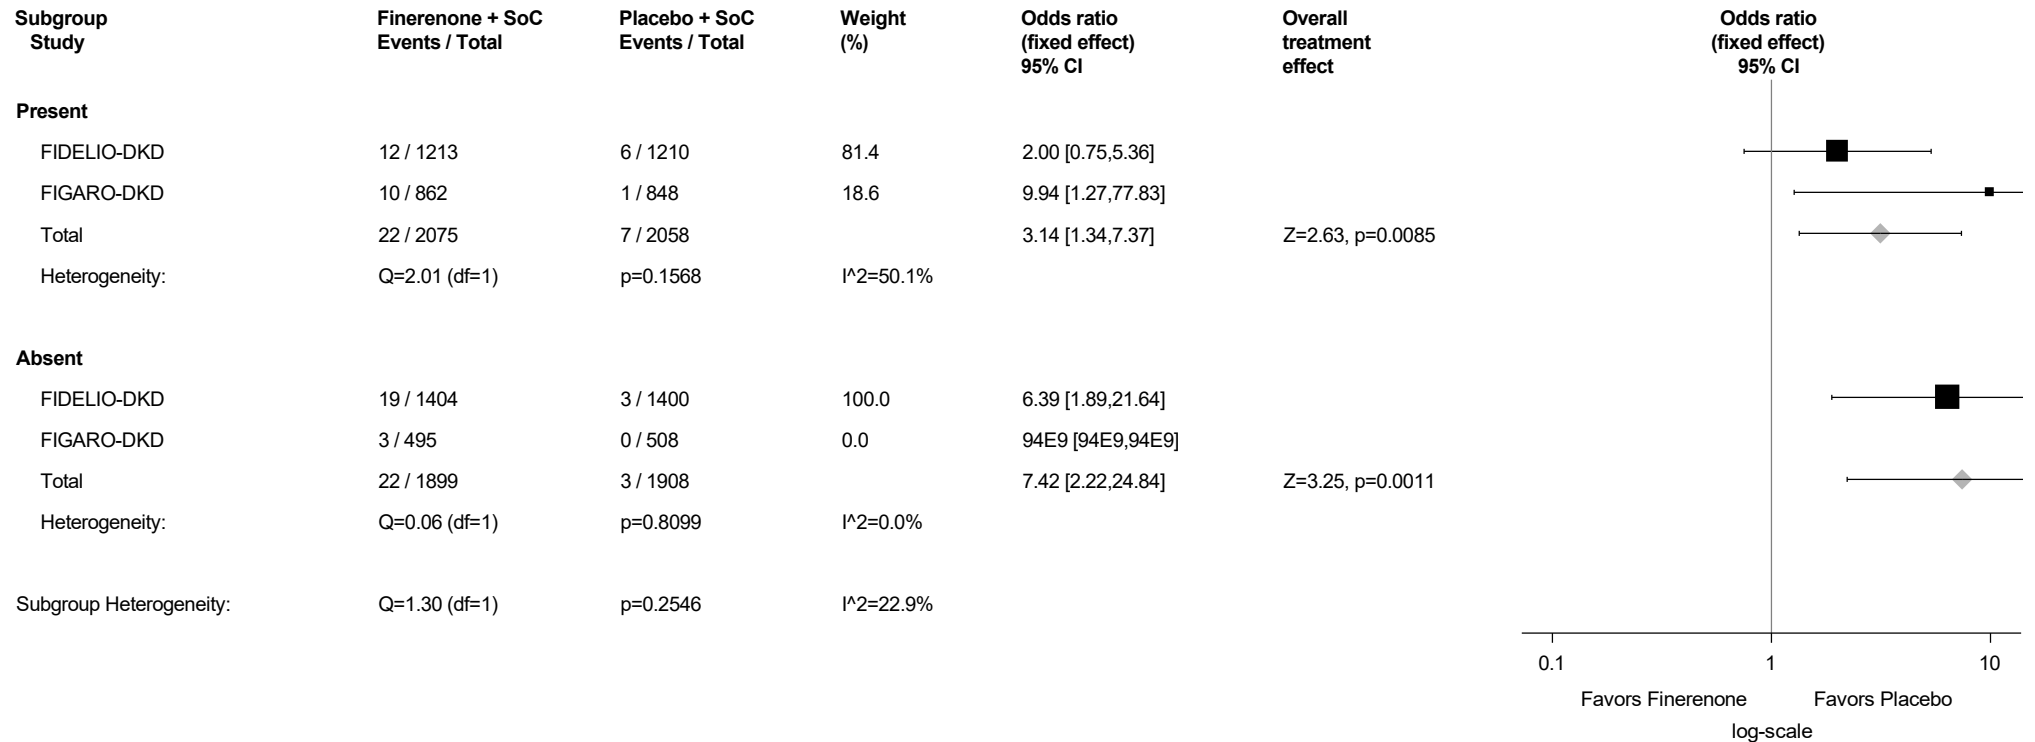 Subgroup Finerenone + SoC Placebo + SoC Weight Odds ratio Overall Odds ratio
Study Events / Total Events / Total (%) (fixed effect) treatment (fixed effect)
95% CI effect 95% CI
Present
FIDELIO-DKD 12 / 1213 6 / 1210 81.4 2.00 [0.75,5.36]
FIGARO-DKD 10 / 862 1 / 848 18.6 9.94 [1.27,77.83]
Total 22 / 2075 7 / 2058 3.14 [1.34,7.37] Z=2.63, p=0.0085
Heterogeneity: Q=2.01 (df=1) p=0.1568 I^2=50.1%
Absent
FIDELIO-DKD 19 / 1404 3 / 1400 100.0 6.39 [1.89,21.64]
FIGARO-DKD 3 / 495 0 / 508 0.0 94E9 [94E9,94E9]
Total 22 / 1899 3 / 1908 7.42 [2.22,24.84] Z=3.25, p=0.0011
Heterogeneity: Q=0.06 (df=1) p=0.8099 I^2=0.0%
Subgroup Heterogeneity: Q=1.30 (df=1) p=0.2546 I^2=22.9%
0.1 1 10
Favors Finerenone Favors Placebo
log-scale